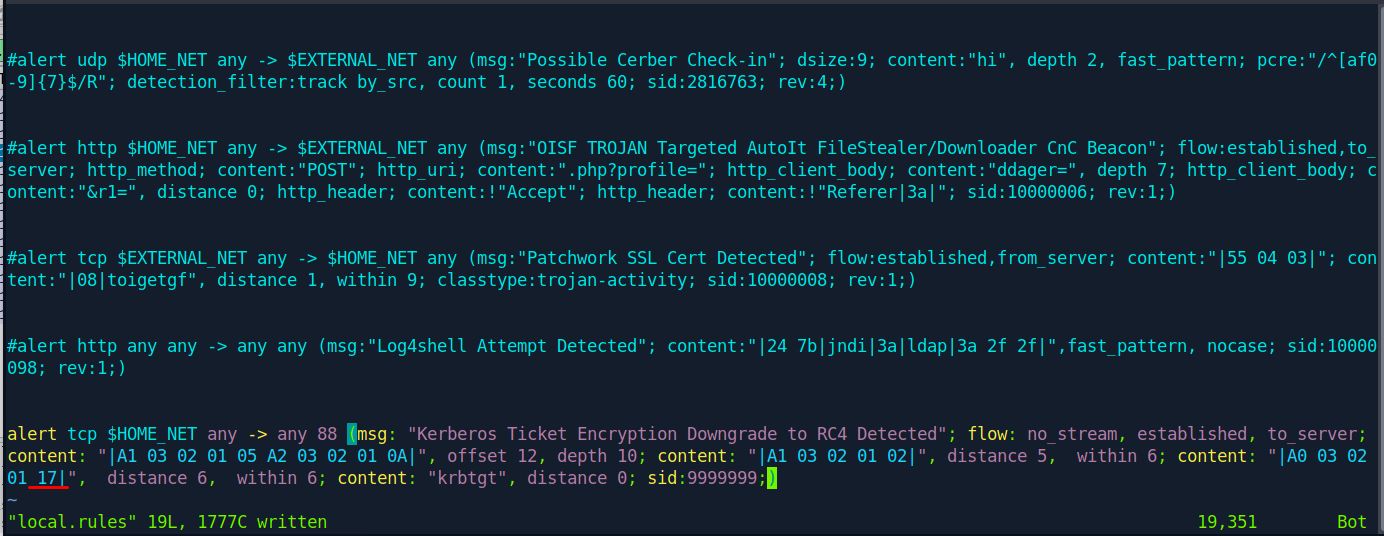 #alert udp $HOME_NET any -> $EXTERNAL_NET any (msg:"Possible Cerber Check-in"; dsize:9; content:"hi", depth 2, fast_pattern; pcre:"/^[af0
-9]{7}$/R"; detection_filter:track by_src, count 1, seconds 60; sid:2816763; rev:4;)
#alert http $HOME_NET any -> $EXTERNAL_NET any (msg:"OISF TROJAN Targeted AutoIt FileStealer/Downloader CnC Beacon"; flow:established,to_
server; http_method; content:"POST"; http_uri; content:".php?profile="; http_client_body; content:"ddager=", depth 7; http_client_body; c
ontent:"&r1=", distance 0; http_header; content:!"Accept"; http_header; content:!"Referer|3a|"; sid:10000006; rev:1;)
#alert tcp $EXTERNAL_NET any -> $HOME_NET any (msg:"Patchwork SSL Cert Detected"; flow:established,from_server; content:"|55 04 03|"; con
tent:"|08|toigetgf", distance 1, within 9; classtype:trojan-activity; sid:10000008; rev:1;)
#alert http any any -> any any (msg:"Log4shell Attempt Detected"; content:"|24 7b|jndi|3a|ldap|3a 2f 2f|",fast_pattern, nocase; sid:10000
098; rev:1;)
alert tcp $HOME_NET any -> any 88 (msg: "Kerberos Ticket Encryption Downgrade to RC4 Detected"; flow: no_stream, established, to_server;
content: "|A1 03 02 01 05 A2 03 02 01 0A|", offset 12, depth 10; content: "|A1 03 02 01 02|", distance 5,  within 6; content: "|A0 03 02
01 17|",  distance 6,  within 6; content: "krbtgt", distance 0; sid:9999999;)
~
"local.rules" 19L, 1777C written 19,351 Bot